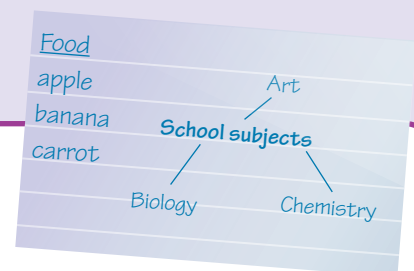 Food
apple
banana
carrot
Art
School subjects
Biology
Chemistry